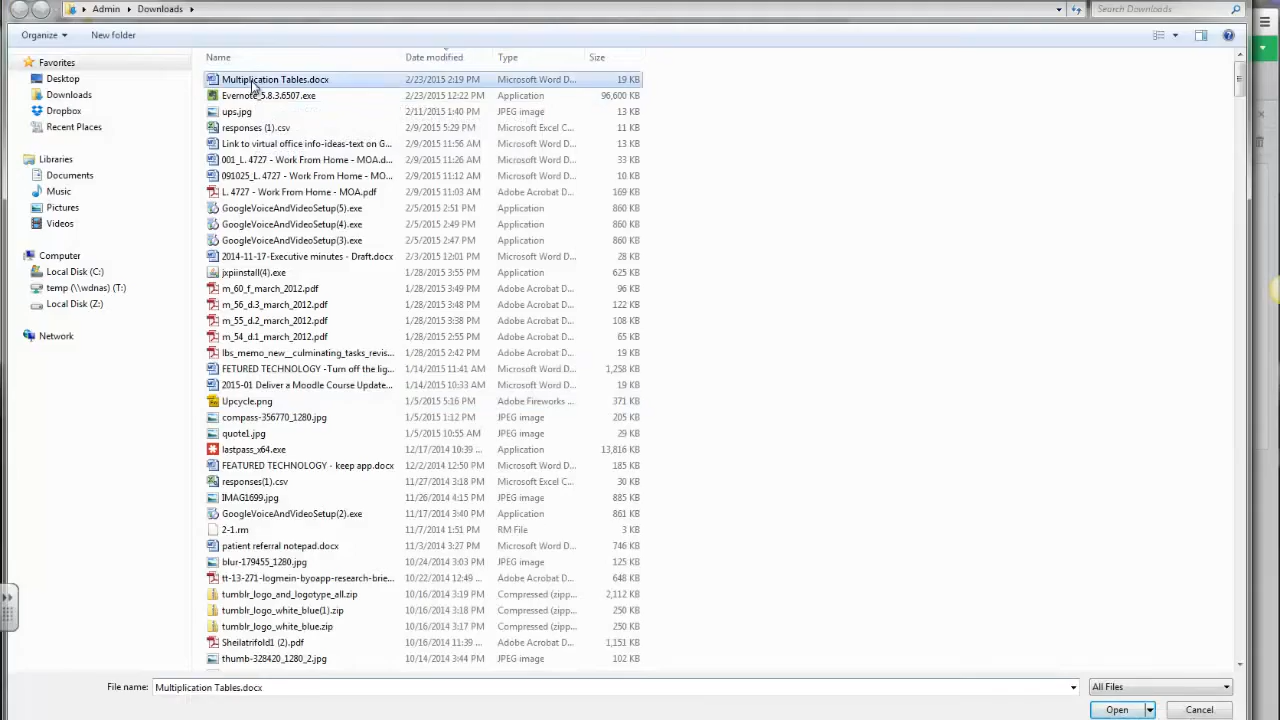 Admin Downloads Search Downloads
Organize New folder
Name Date modified Type Size
Favorites
Desktop
Downloads
Dropbox
Recent Places
Libraries
Documents
Music
Pictures
Videos
Computer
Local Disk (C:)
temp (\\wdnas) (T:)
Local Disk (Z:)
Network
Multiplication Tables.docx 2/23/2015 2:19 PM Microsoft Word D... 19 KB
Evernote_5.8.3.6507.exe 2/23/2015 12:22 PM Application 96,600 KB
ups.jpg 2/11/2015 1:40 PM JPEG image 13 KB
responses (1).csv 2/9/2015 5:29 PM Microsoft Excel C... 11 KB
Link to virtual office info-ideas-text on G... 2/9/2015 11:56 AM Microsoft Word D... 13 KB
001_L. 4727 - Work From Home - MOA.d... 2/9/2015 11:26 AM Microsoft Word D... 33 KB
091025_L. 4727 - Work From Home - MO... 2/9/2015 11:12 AM Microsoft Word D... 10 KB
L. 4727 - Work From Home - MOA.pdf 2/9/2015 11:03 AM Adobe Acrobat D... 169 KB
GoogleVoiceAndVideoSetup(5).exe 2/5/2015 2:51 PM Application 860 KB
GoogleVoiceAndVideoSetup(4).exe 2/5/2015 2:49 PM Application 860 KB
GoogleVoiceAndVideoSetup(3).exe 2/5/2015 2:47 PM Application 860 KB
2014-11-17-Executive minutes - Draft.docx 2/3/2015 12:01 PM Microsoft Word D... 28 KB
jxpiinstall(4).exe 1/28/2015 3:55 PM Application 625 KB
m_60_f_march_2012.pdf 1/28/2015 3:49 PM Adobe Acrobat D... 96 KB
m_56_d.3_march_2012.pdf 1/28/2015 3:48 PM Adobe Acrobat D... 122 KB
m_55_d.2_march_2012.pdf 1/28/2015 3:38 PM Adobe Acrobat D... 108 KB
m_54_d.1_march_2012.pdf 1/28/2015 2:55 PM Adobe Acrobat D... 65 KB
lbs_memo_new__culminating_tasks_revis... 1/28/2015 2:42 PM Adobe Acrobat D... 19 KB
FETURED TECHNOLOGY -Turn off the lig... 1/14/2015 11:41 AM Microsoft Word D... 1,258 KB
2015-01 Deliver a Moodle Course Update... 1/14/2015 10:33 AM Microsoft Word D... 19 KB
Upcycle.png 1/5/2015 5:16 PM Adobe Fireworks ... 371 KB
compass-356770_1280.jpg 1/5/2015 1:12 PM JPEG image 205 KB
quote1.jpg 1/5/2015 10:55 AM JPEG image 29 KB
lastpass_x64.exe 12/17/2014 10:39 ... Application 13,816 KB
FEATURED TECHNOLOGY - keep app.docx 12/2/2014 12:50 PM Microsoft Word D... 185 KB
responses(1).csv 11/27/2014 3:18 PM Microsoft Excel C... 30 KB
IMAG1699.jpg 11/26/2014 4:15 PM JPEG image 885 KB
GoogleVoiceAndVideoSetup(2).exe 11/17/2014 3:40 PM Application 861 KB
2-1.rm 11/7/2014 1:51 PM RM File 3 KB
patient referral notepad.docx 11/3/2014 3:27 PM Microsoft Word D... 746 KB
blur-179455_1280.jpg 10/24/2014 3:03 PM JPEG image 125 KB
tt-13-271-logmein-byoapp-research-brie... 10/22/2014 12:49 ... Adobe Acrobat D... 648 KB
tumblr_logo_and_logotype_all.zip 10/16/2014 3:19 PM Compressed (zipp... 2,112 KB
tumblr_logo_white_blue(1).zip 10/16/2014 3:18 PM Compressed (zipp... 250 KB
tumblr_logo_white_blue.zip 10/16/2014 3:18 PM Compressed (zipp... 250 KB
Sheilatrifold1 (2).pdf 10/16/2014 11:39 ... Adobe Acrobat D... 1,151 KB
thumb-328420_1280_2.jpg 10/14/2014 3:44 PM JPEG image 102 KB
File name: Multiplication Tables.docx All Files
Open Cancel